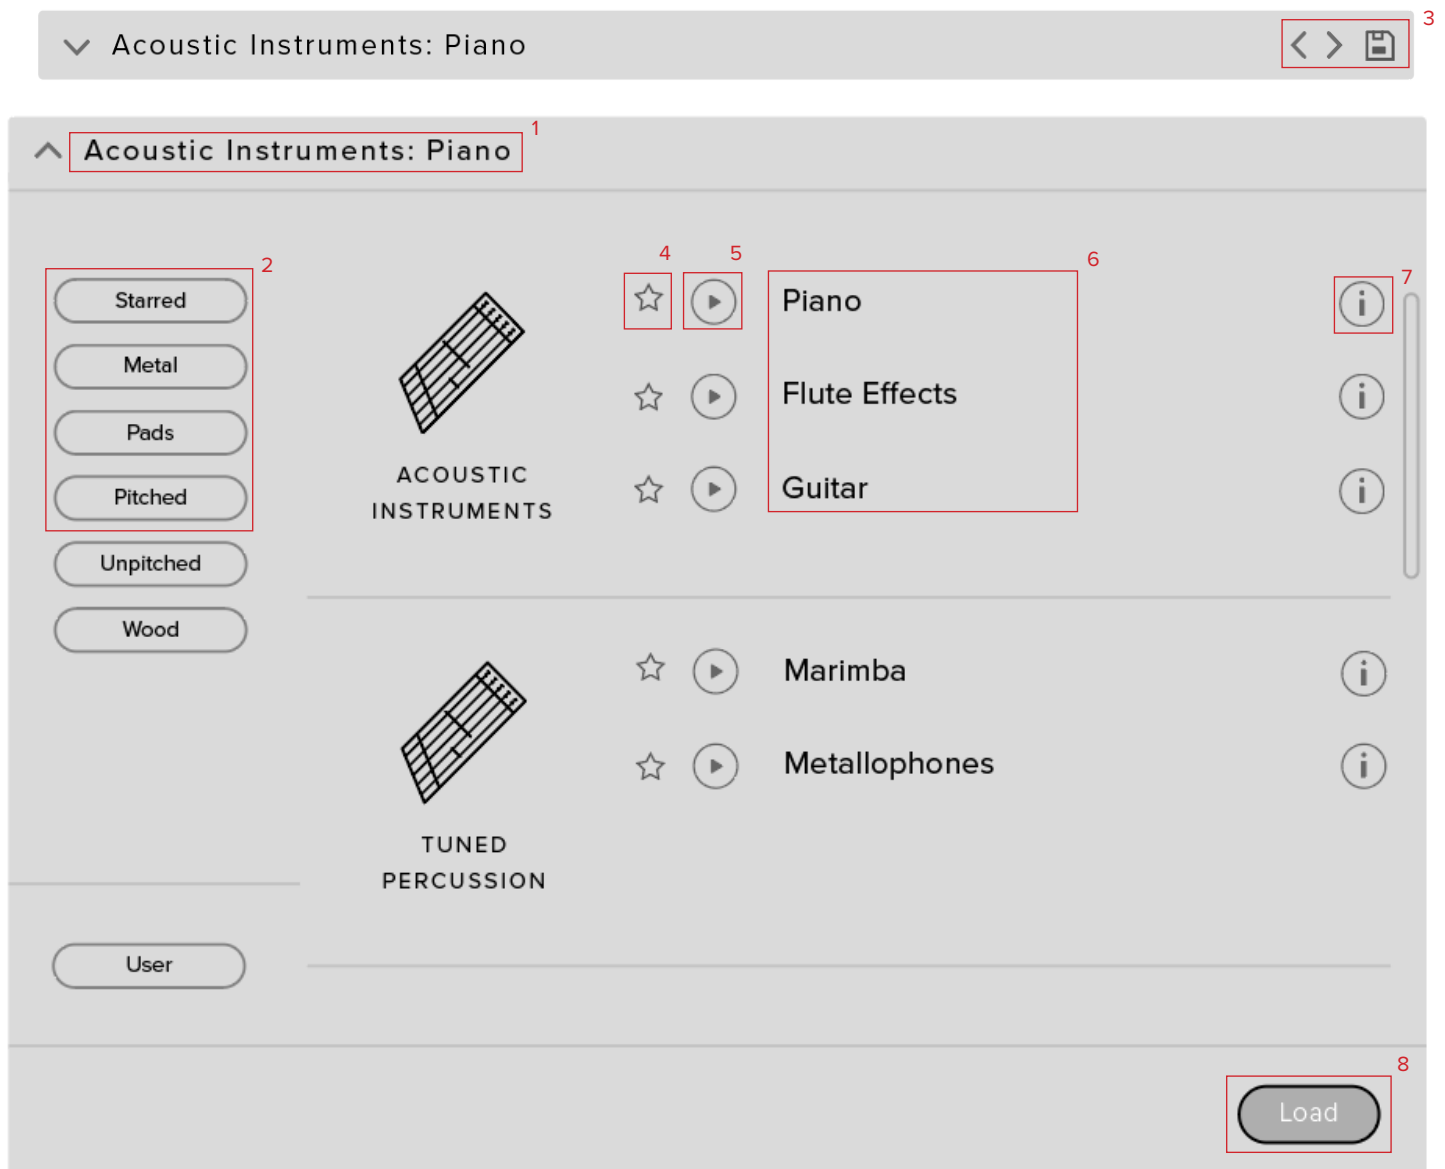 Acoustic Instruments: Piano
3
Acoustic Instruments: Piano
1
2
Starred
Metal
Pads
Pitched
Unpitched
Wood
User
ACOUSTIC
INSTRUMENTS
4
5
6
7
Piano
Flute Effects
Guitar
TUNED
PERCUSSION
Marimba
Metallophones
8
Load